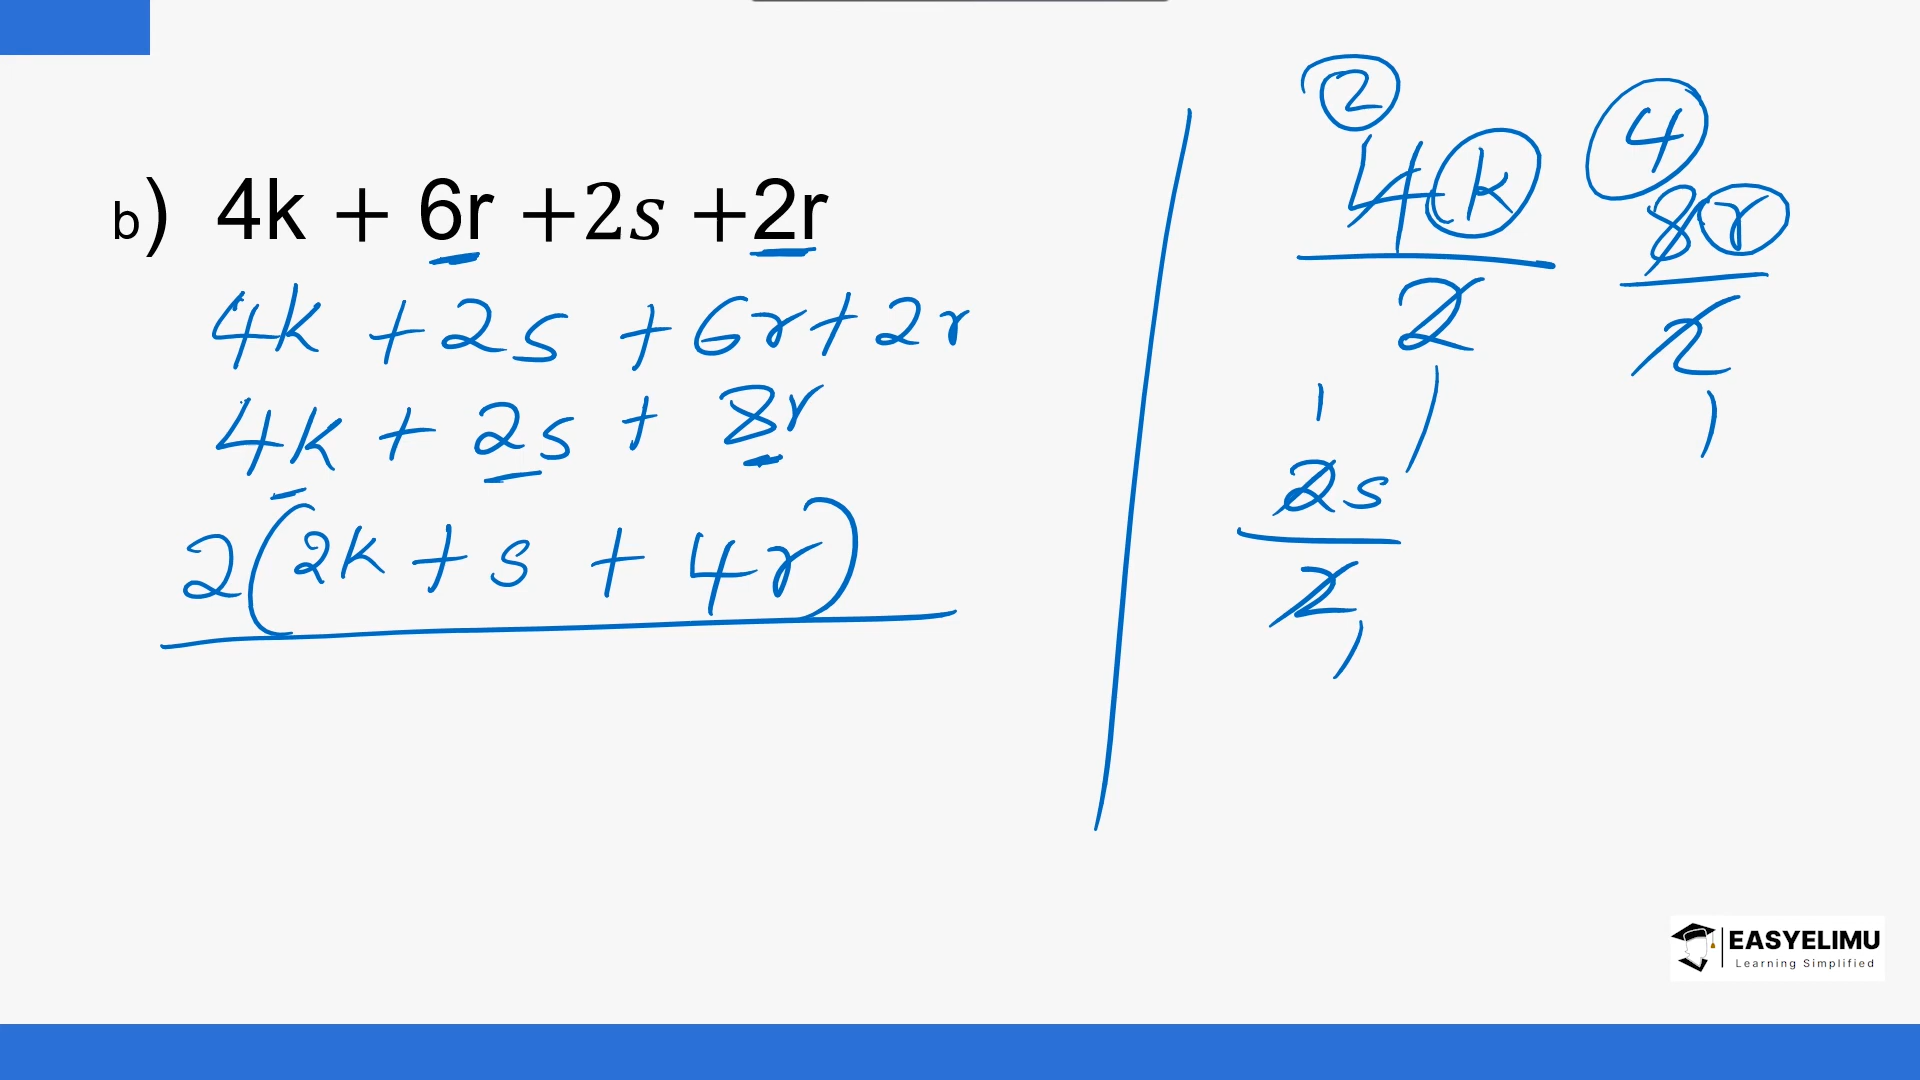 b) 4k + 6r +2s +2r
4k + 2s + 6r + 2r
4k + 2s + 8r
2(2k + s + 4r)
2 4
4k 8r
2 2
1 1 1
2s
2
1
EASYELIMU
Learning Simplified